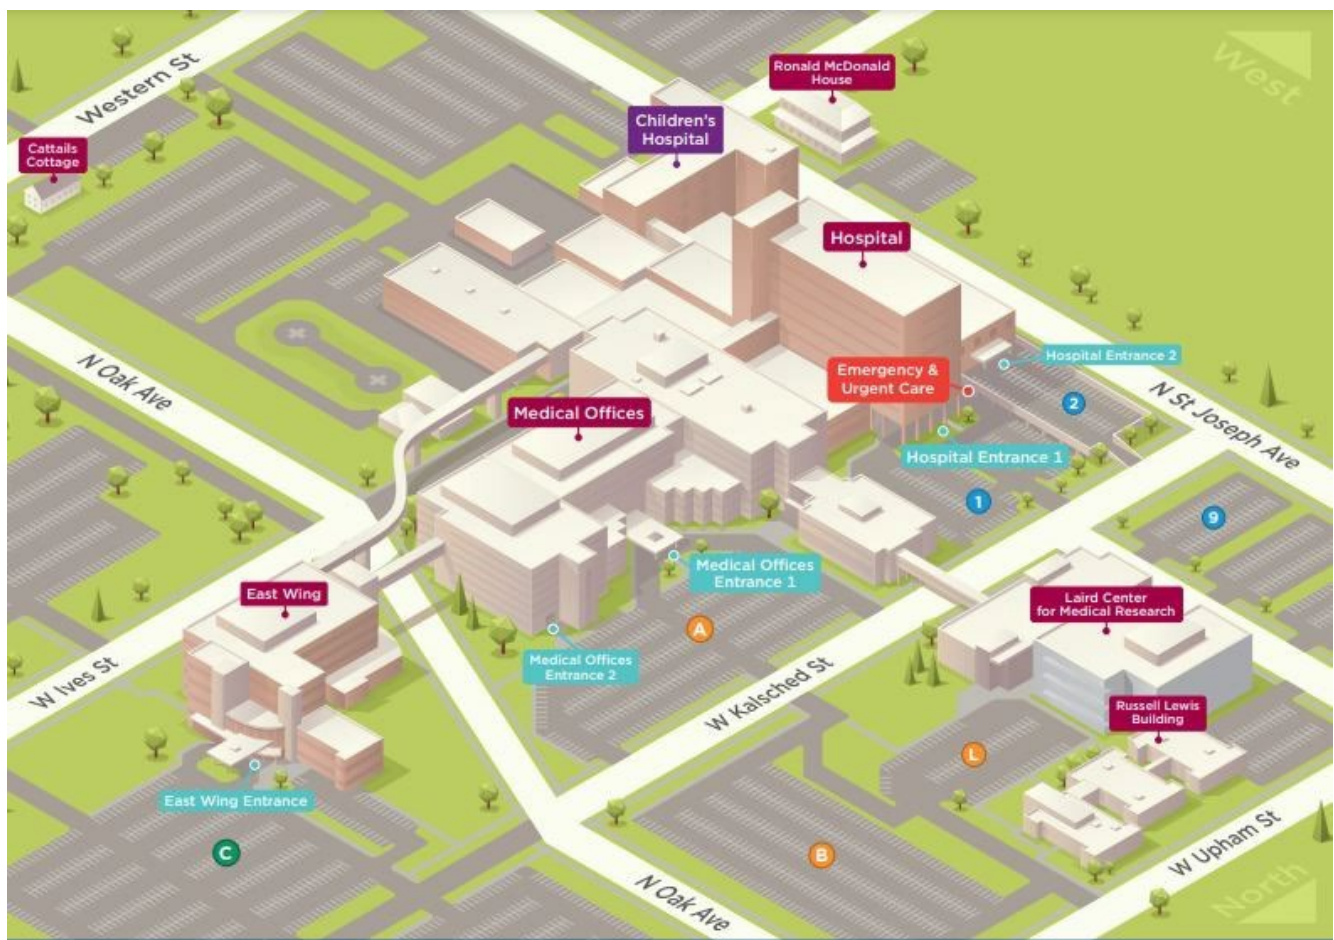 West
Western St
Ronald McDonald
House
Children's
Hospital
Cattails
Cottage
Hospital
Hospital Entrance 2
Emergency &
Urgent Care
N Oak Ave
2
N St Joseph Ave
Medical Offices
Hospital Entrance 1
1
9
Medical Offices
Entrance 1
East Wing
Laird Center
for Medical Research
A
Medical Offices
Entrance 2
W Ives St
W Kalsched St
Russell Lewis
Building
L
East Wing Entrance
C
B
W Upham St
N Oak Ave
North